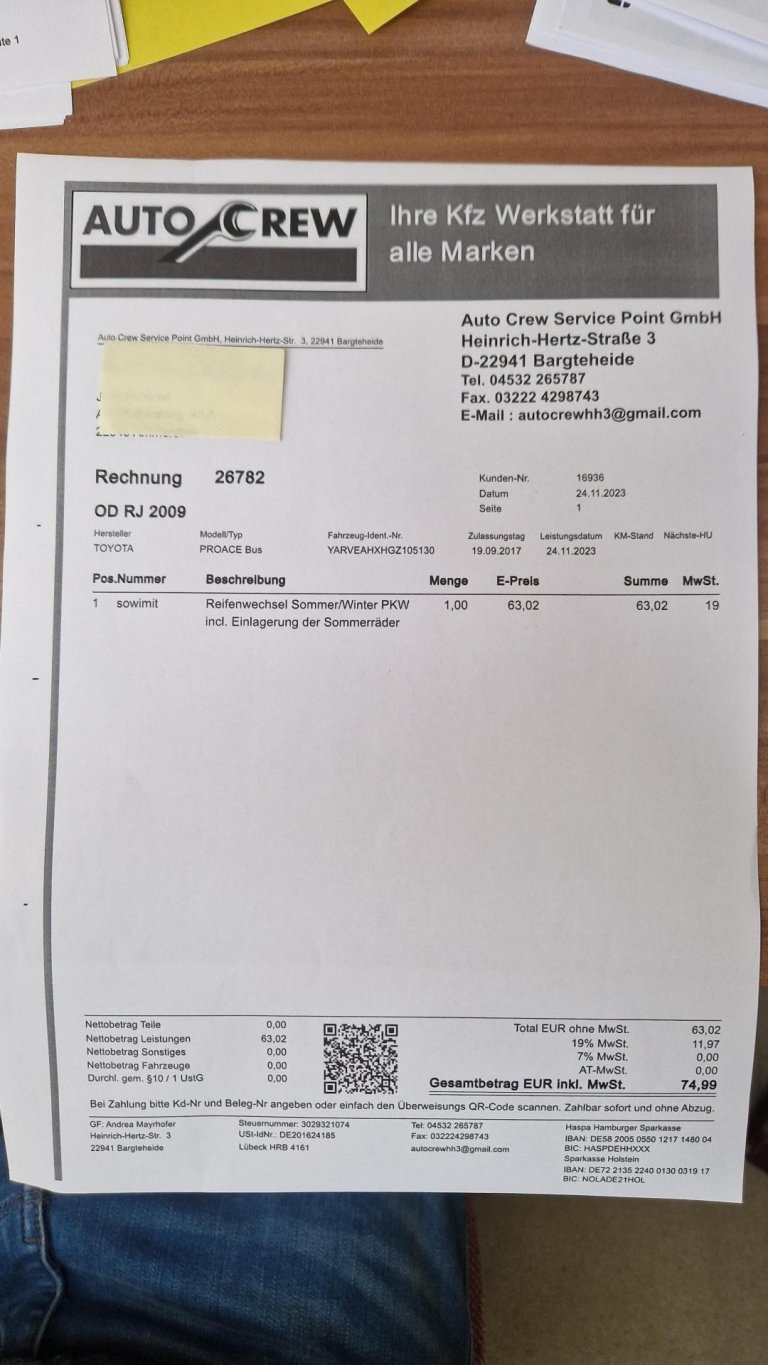 te 1
AUTO CREW
Ihre Kfz Werkstatt für
alle Marken
Auto Crew Service Point GmbH, Heinrich-Hertz-Str. 3, 22941 Bargteheide
Auto Crew Service Point GmbH
Heinrich-Hertz-Straße 3
D-22941 Bargteheide
Tel. 04532 265787
Fax. 03222 4298743
E-Mail : autocrewhh3@gmail.com
Rechnung 26782
Kunden-Nr. 16936
Datum 24.11.2023
Seite 1
OD RJ 2009
Hersteller Modell/Typ Fahrzeug-Ident.-Nr. Zulassungstag Leistungsdatum KM-Stand Nächste-HU
TOYOTA PROACE Bus YARVEAHXHGZ105130 19.09.2017 24.11.2023
Pos.Nummer Beschreibung Menge E-Preis Summe MwSt.
1 sowimit Reifenwechsel Sommer/Winter PKW 1,00 63,02 63,02 19
incl. Einlagerung der Sommerräder
Nettobetrag Teile 0,00
Nettobetrag Leistungen 63,02
Nettobetrag Sonstiges 0,00
Nettobetrag Fahrzeuge 0,00
Durchl. gem. §10 / 1 UstG 0,00
Total EUR ohne MwSt. 63,02
19% MwSt. 11,97
7% MwSt. 0,00
AT-MwSt. 0,00
Gesamtbetrag EUR inkl. MwSt. 74,99
Bei Zahlung bitte Kd-Nr und Beleg-Nr angeben oder einfach den Überweisungs QR-Code scannen. Zahlbar sofort und ohne Abzug.
GF: Andrea Mayrhofer
Heinrich-Hertz-Str. 3
22941 Bargteheide
Steuernummer: 3029321074
USt-IdNr.: DE201624185
Lübeck HRB 4161
Tel: 04532 265787
Fax: 032224298743
autocrewhh3@gmail.com
Haspa Hamburger Sparkasse
IBAN: DE58 2005 0550 1217 1480 04
BIC: HASPDEHHXXX
Sparkasse Holstein
IBAN: DE72 2135 2240 0130 0319 17
BIC: NOLADE21HOL